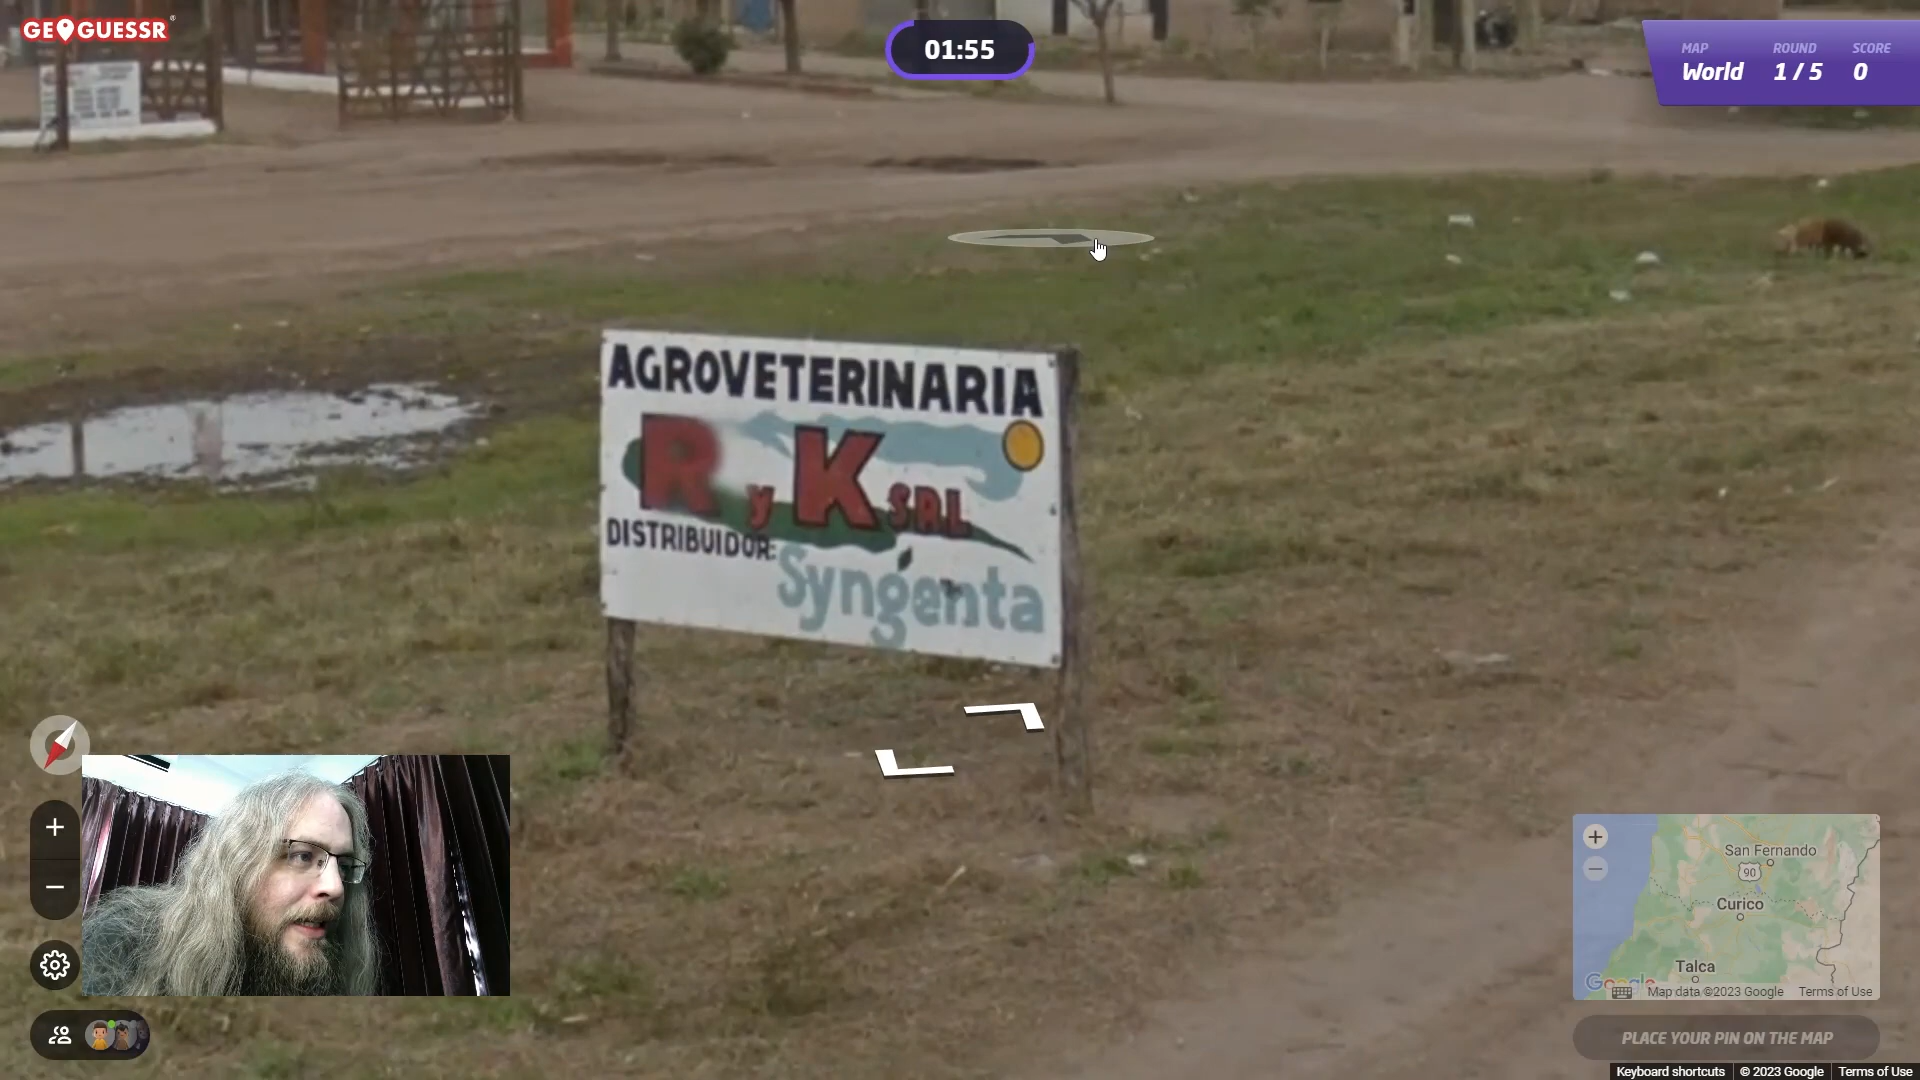 GEOGUESSR
01:55
MAP
World
ROUND
1 / 5
SCORE
0
AGROVETERINARIA
R y K SRL
DISTRIBUIDOR:
Syngenta
San Fernando
90
Curico
Talca
Google
Map data ©2023 Google
Terms of Use
PLACE YOUR PIN ON THE MAP
Keyboard shortcuts
© 2023 Google
Terms of Use